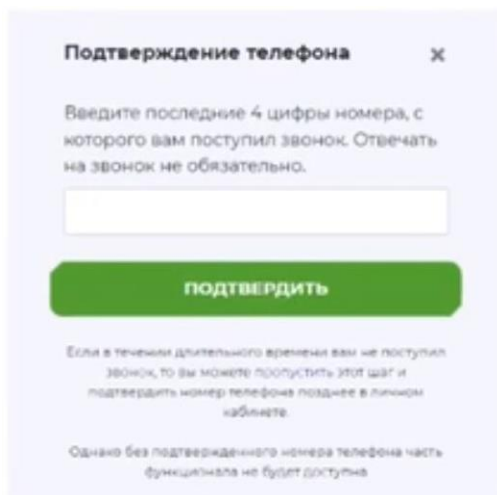 Подтверждение телефона ×
Введите последние 4 цифры номера, с
которого вам поступил звонок. Отвечать
на звонок не обязательно.
ПОДТВЕРДИТЬ
Если в течении длительного времени вам не поступил
звонок, то вы можете пропустить этот шаг и
подтвердить номер телефона позднее в личном
кабинете.
Однако без подтвержденного номера телефона часть
функционала не будет доступна